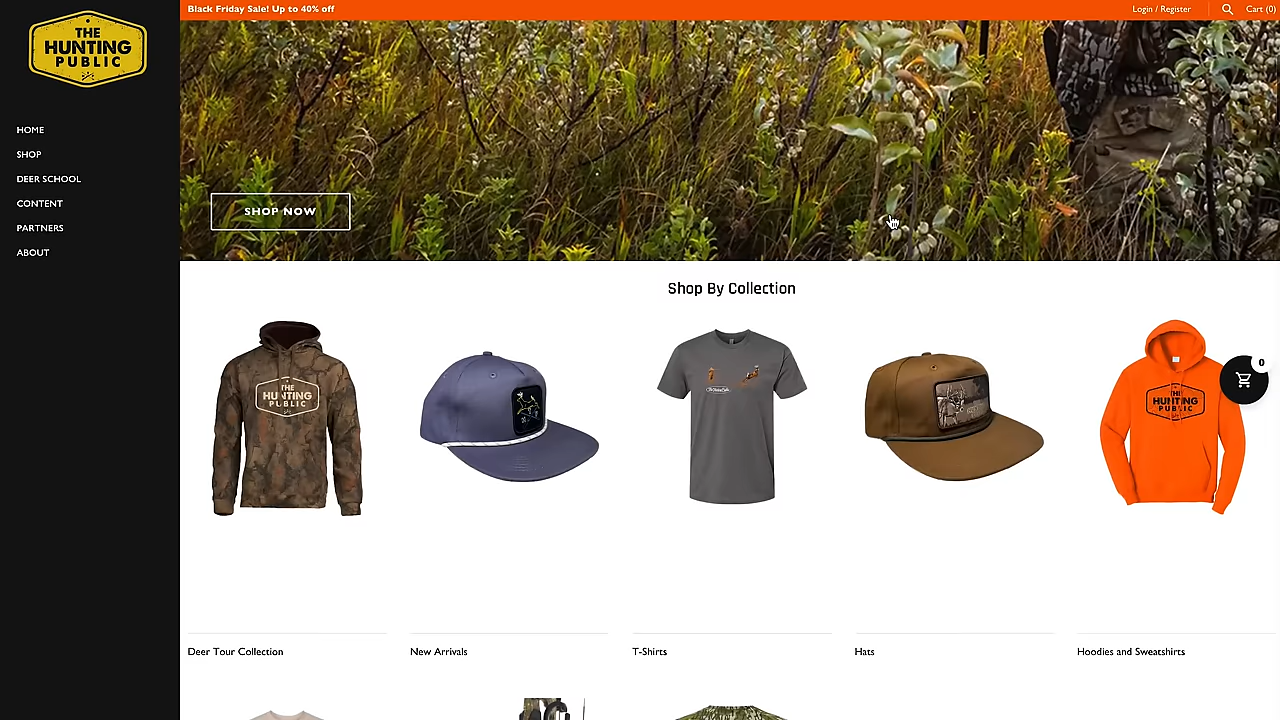 Black Friday Sale! Up to 40% off
Login / Register
Cart (0)
THE
HUNTING
PUBLIC
HOME
SHOP
DEER SCHOOL
CONTENT
PARTNERS
ABOUT
SHOP NOW
Shop By Collection
THE
HUNTING
PUBLIC
THE
HUNTING
PUBLIC
0
Deer Tour Collection
New Arrivals
T-Shirts
Hats
Hoodies and Sweatshirts